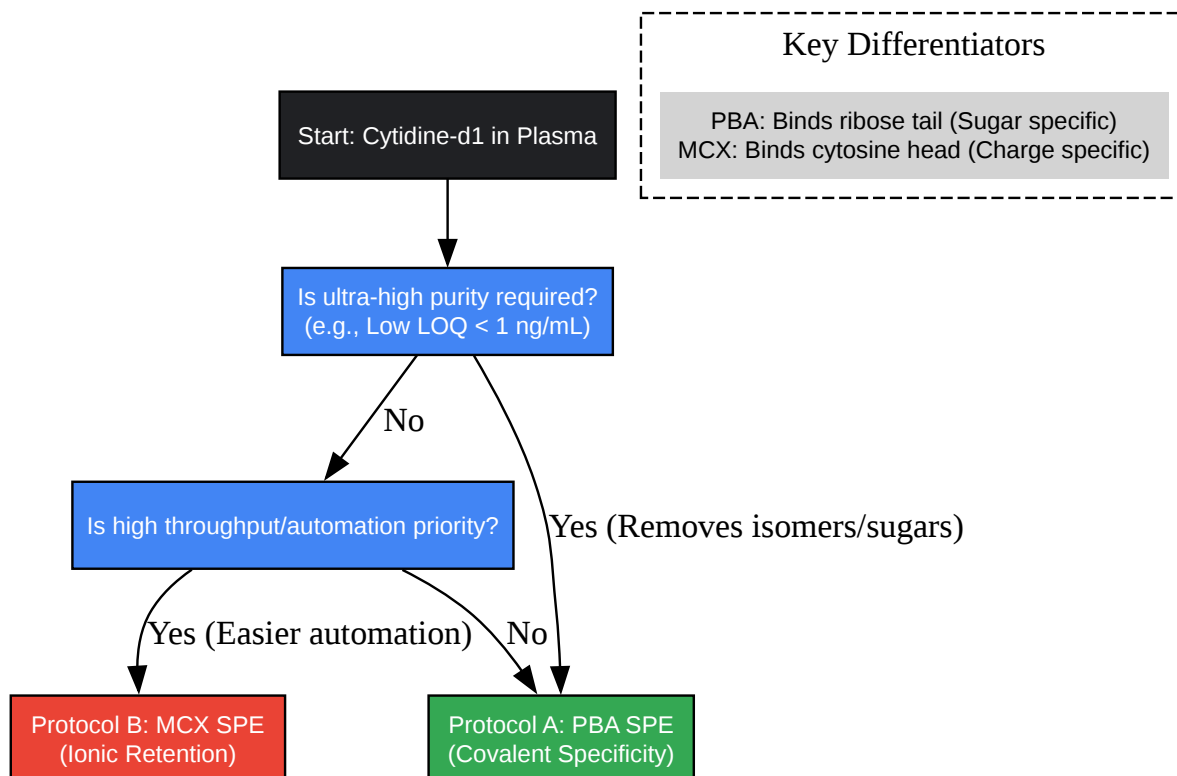 Key Differentiators
PBA: Binds ribose tail (Sugar specific)
MCX: Binds cytosine head (Charge specific)
Start: Cytidine-d1 in Plasma
Is ultra-high purity required?
(e.g., Low LOQ < 1 ng/mL)
No
Is high throughput/automation priority?
Yes (Removes isomers/sugars)
Yes (Easier automation)
No
Protocol B: MCX SPE
(Ionic Retention)
Protocol A: PBA SPE
(Covalent Specificity)